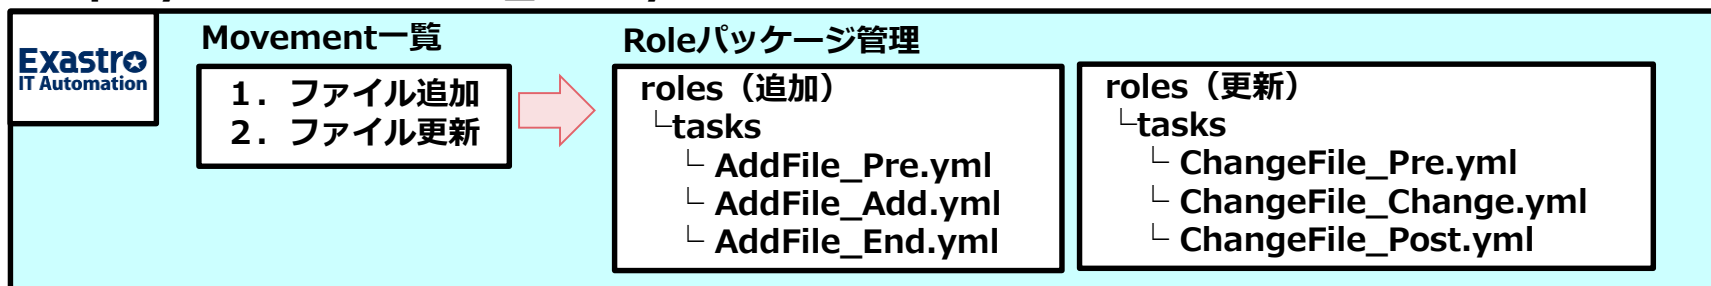 Exastro
IT Automation
Movement一覧
1．ファイル追加
2．ファイル更新
Roleパッケージ管理
roles（追加）
└tasks
└ AddFile_Pre.yml
└ AddFile_Add.yml
└ AddFile_End.yml
roles（更新）
└tasks
└ ChangeFile_Pre.yml
└ ChangeFile_Change.yml
└ ChangeFile_Post.yml